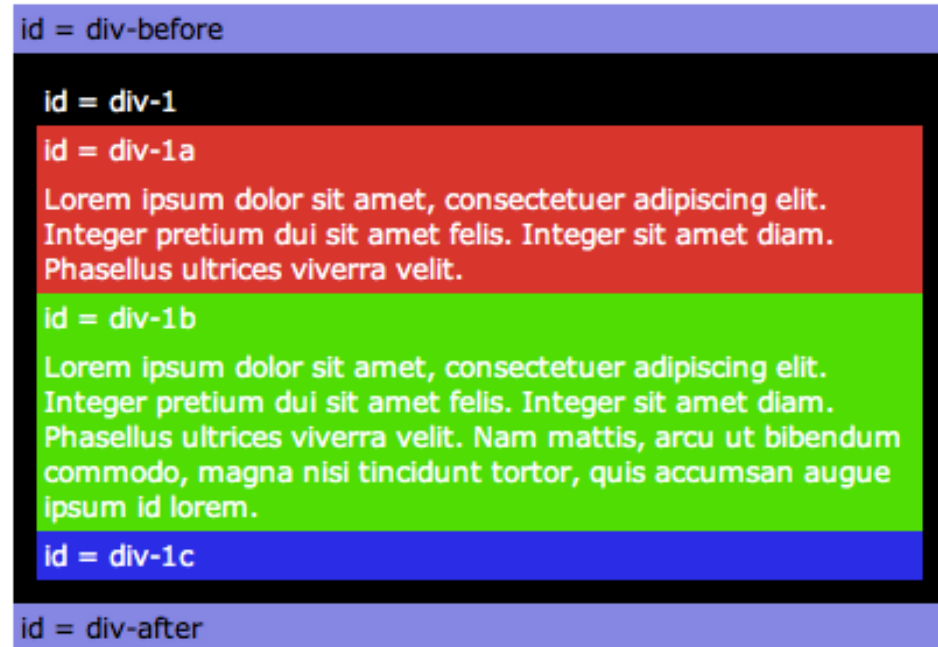 id = div-before
id = div-1
id = div-1a
Lorem ipsum dolor sit amet, consectetuer adipiscing elit.
Integer pretium dui sit amet felis. Integer sit amet diam.
Phasellus ultrices viverra velit.
id = div-1b
Lorem ipsum dolor sit amet, consectetuer adipiscing elit.
Integer pretium dui sit amet felis. Integer sit amet diam.
Phasellus ultrices viverra velit. Nam mattis, arcu ut bibendum
commodo, magna nisi tincidunt tortor, quis accumsan augue
ipsum id lorem.
id = div-1c
id = div-after